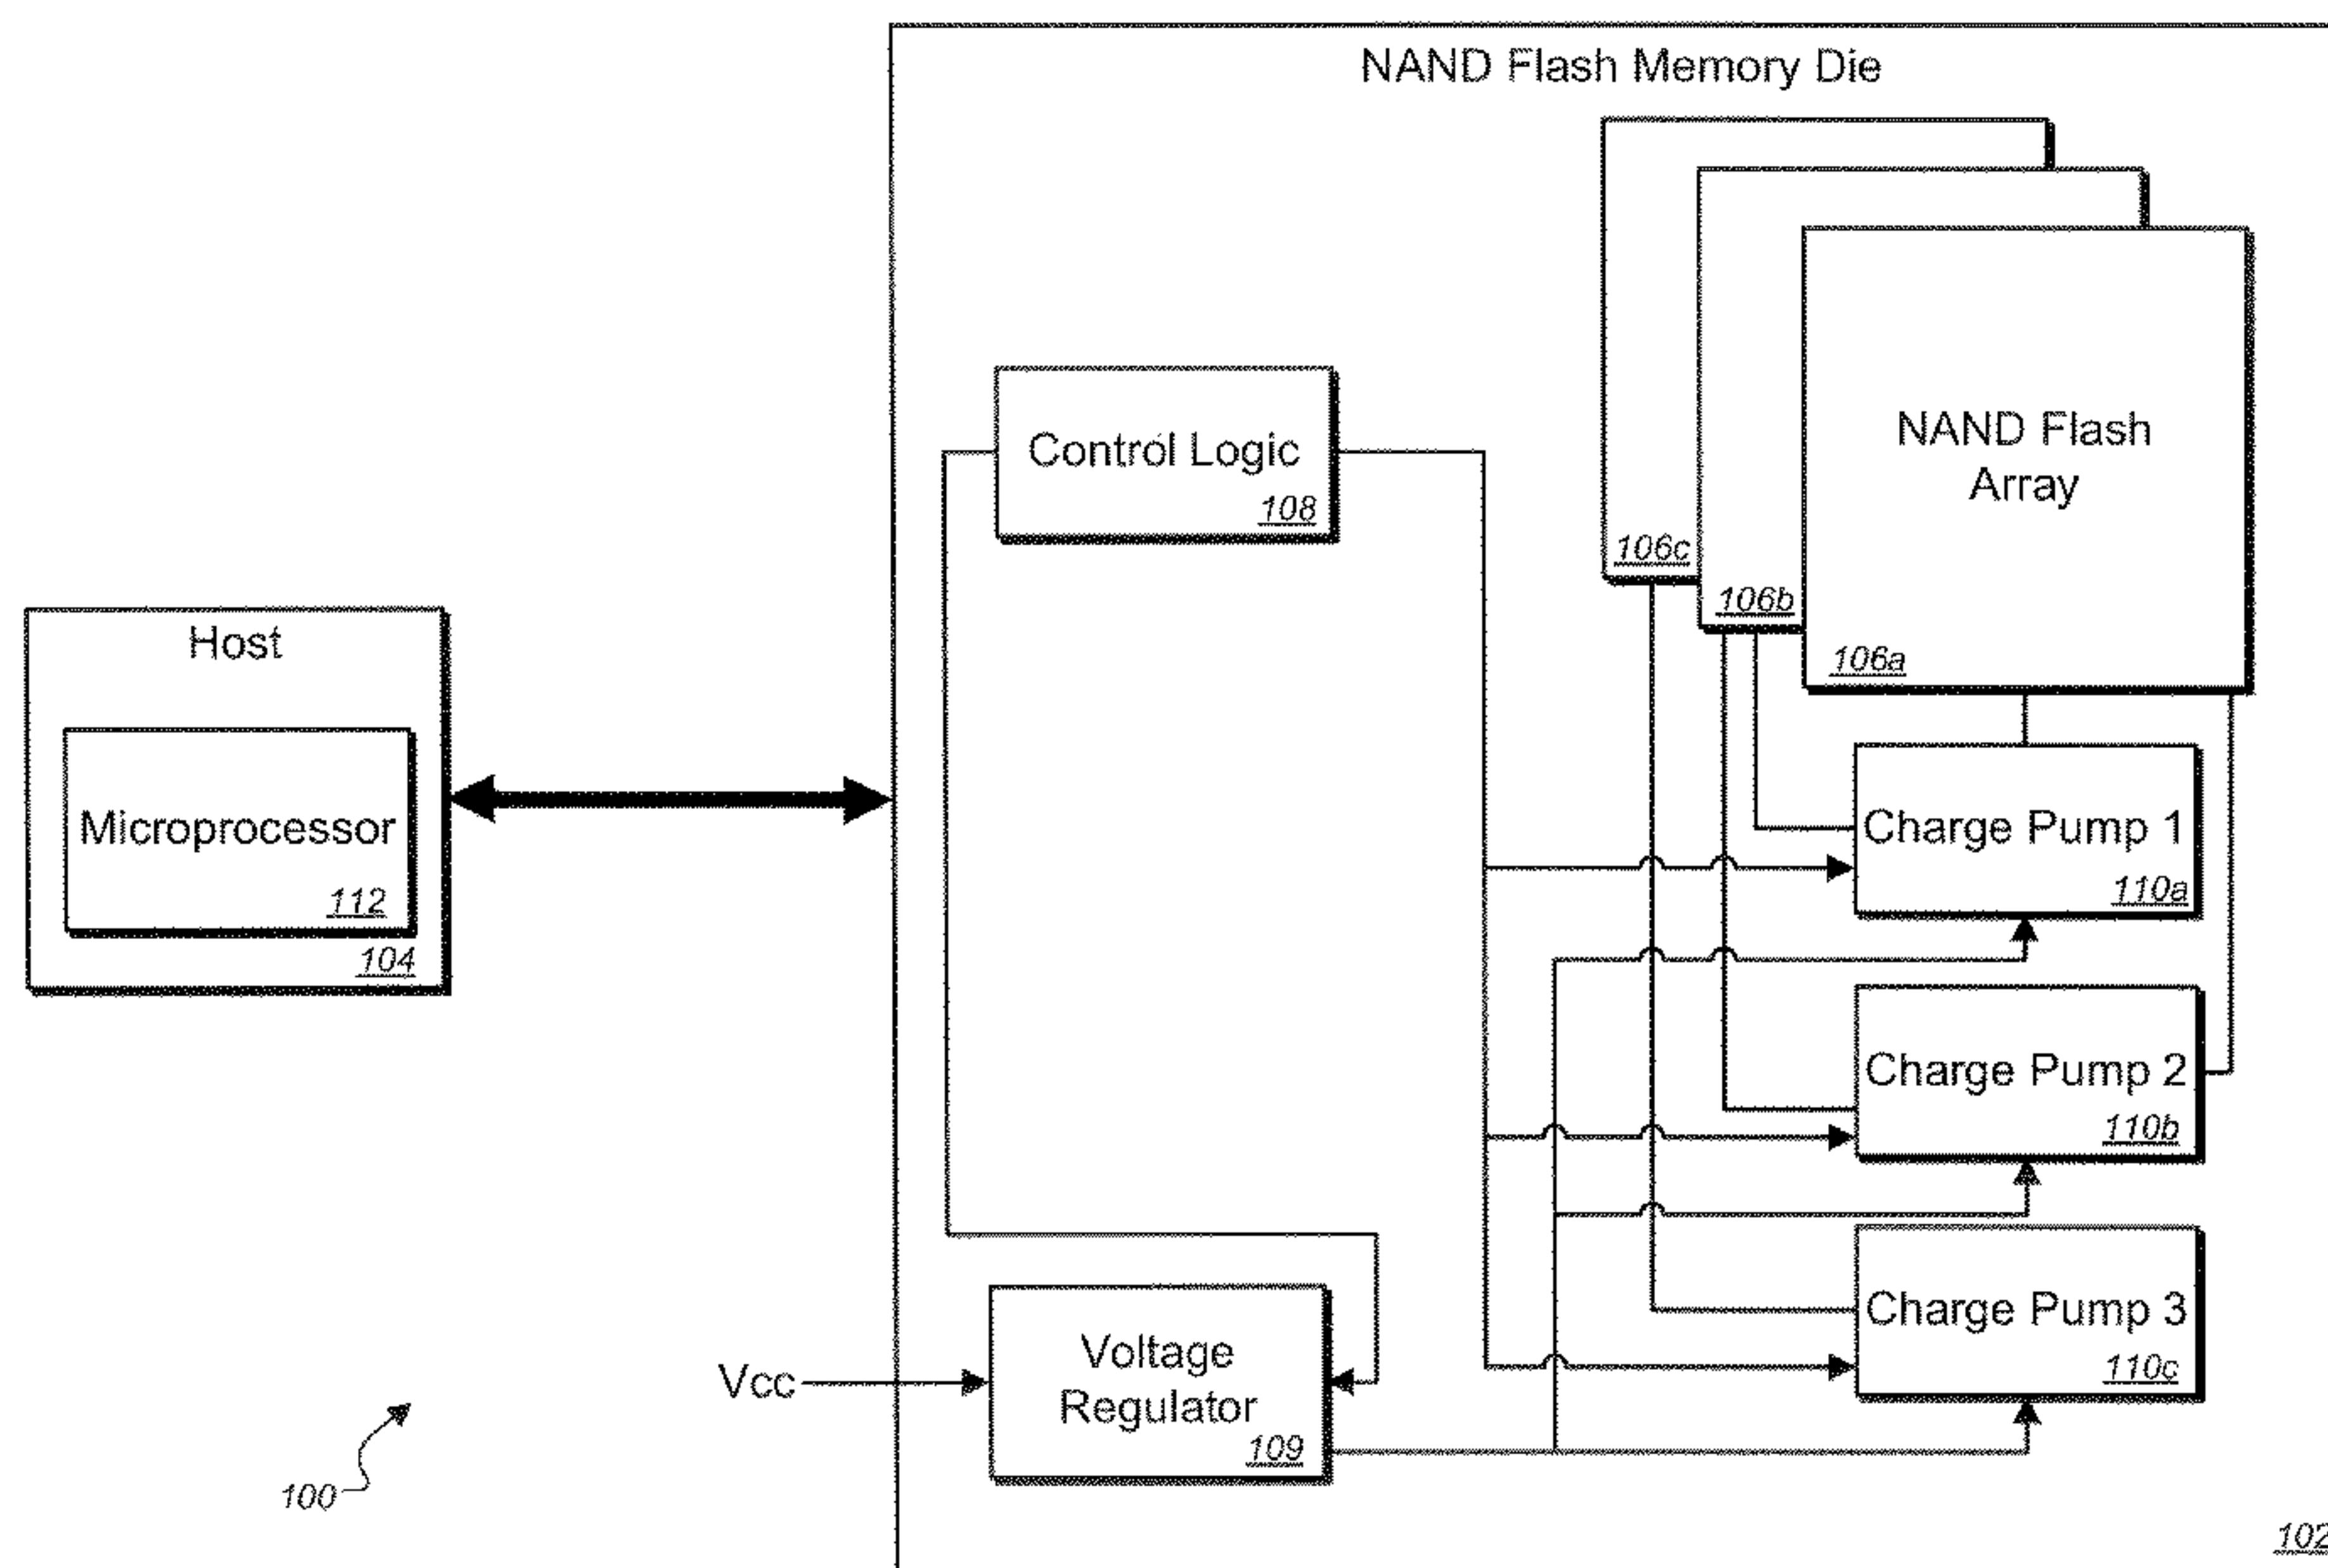 NAND Flash Memory Die
NAND Flash
Array
Control Logic
108
106c
106b
106a
Host
Microprocessor
112
104
Charge Pump 1
110a
Charge Pump 2
110b
Charge Pump 3
110c
Vcc
Voltage
Regulator
109
100
102